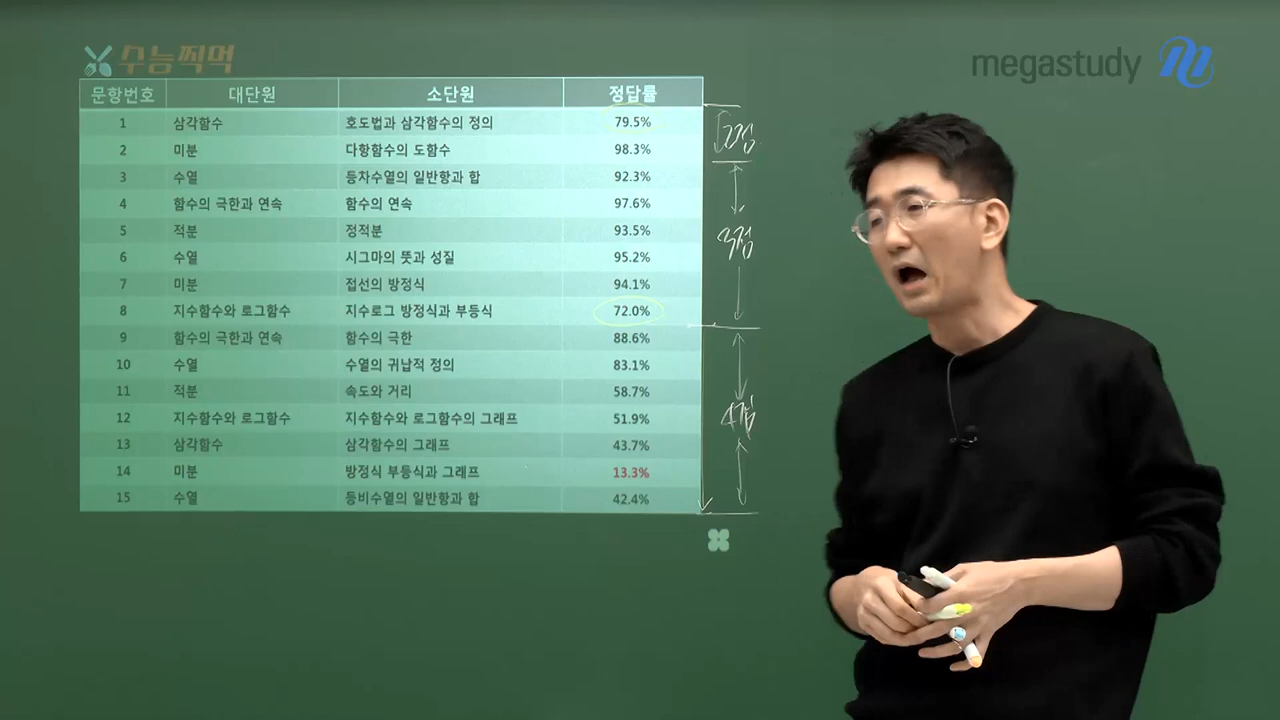 수능찍먹
megastudy
문항번호 대단원 소단원 정답률
1 삼각함수 호도법과 삼각함수의 정의 79.5%
2 미분 다항함수의 도함수 98.3%
3 수열 등차수열의 일반항과 합 92.3%
4 함수의 극한과 연속 함수의 연속 97.6%
5 적분 정적분 93.5%
6 수열 시그마의 뜻과 성질 95.2%
7 미분 접선의 방정식 94.1%
8 지수함수와 로그함수 지수로그 방정식과 부등식 72.0%
9 함수의 극한과 연속 함수의 극한 88.6%
10 수열 수열의 귀납적 정의 83.1%
11 적분 속도와 거리 58.7%
12 지수함수와 로그함수 지수함수와 로그함수의 그래프 51.9%
13 삼각함수 삼각함수의 그래프 43.7%
14 미분 방정식 부등식과 그래프 13.3%
15 수열 등비수열의 일반항과 합 42.4%
2점
3점
4점